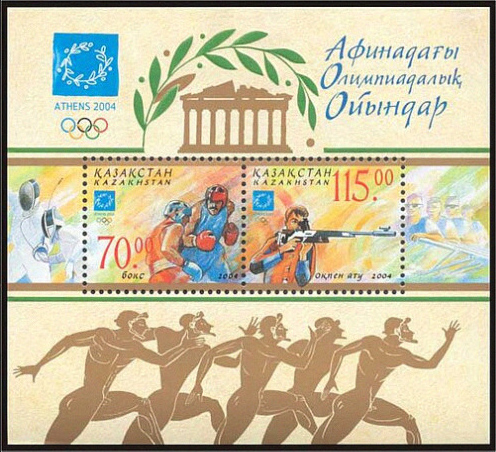 ATHENS 2004
Афинадағы
Олимпиадалық
Ойындар
ҚАЗАҚСТАН
KAZAKHSTAN
70.00
бокс
2004
ҚАЗАҚСТАН
KAZAKHSTAN
115.00
Оқпен ату
2004